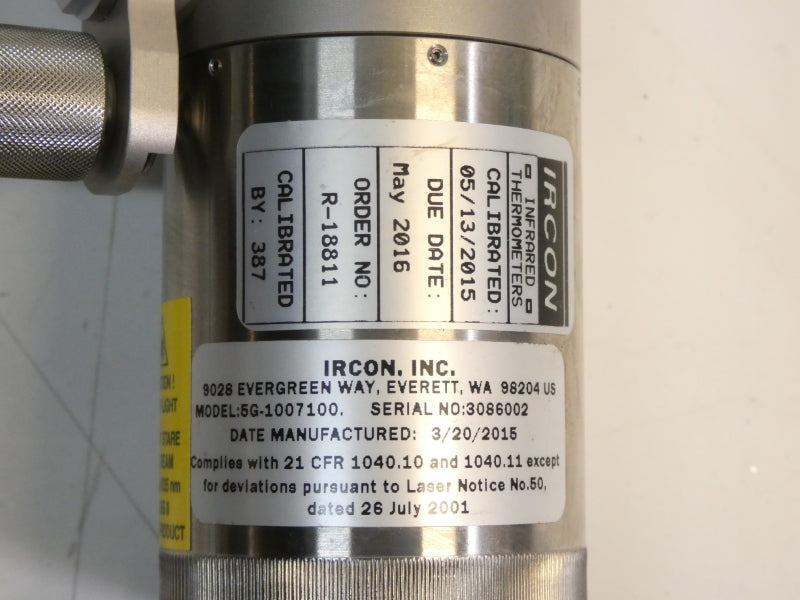 IRCON
INFRARED
THERMOMETERS
CALIBRATED:
05/13/2015
DUE DATE:
May 2016
ORDER NO:
R-18811
CALIBRATED
BY: 387
IRCON, INC.
9028 EVERGREEN WAY, EVERETT, WA 98204 US
MODEL:5G-1007100. SERIAL NO:3086002
DATE MANUFACTURED: 3/20/2015
Complies with 21 CFR 1040.10 and 1040.11 except
for deviations pursuant to Laser Notice No.50,
dated 26 July 2001
STARE
nm